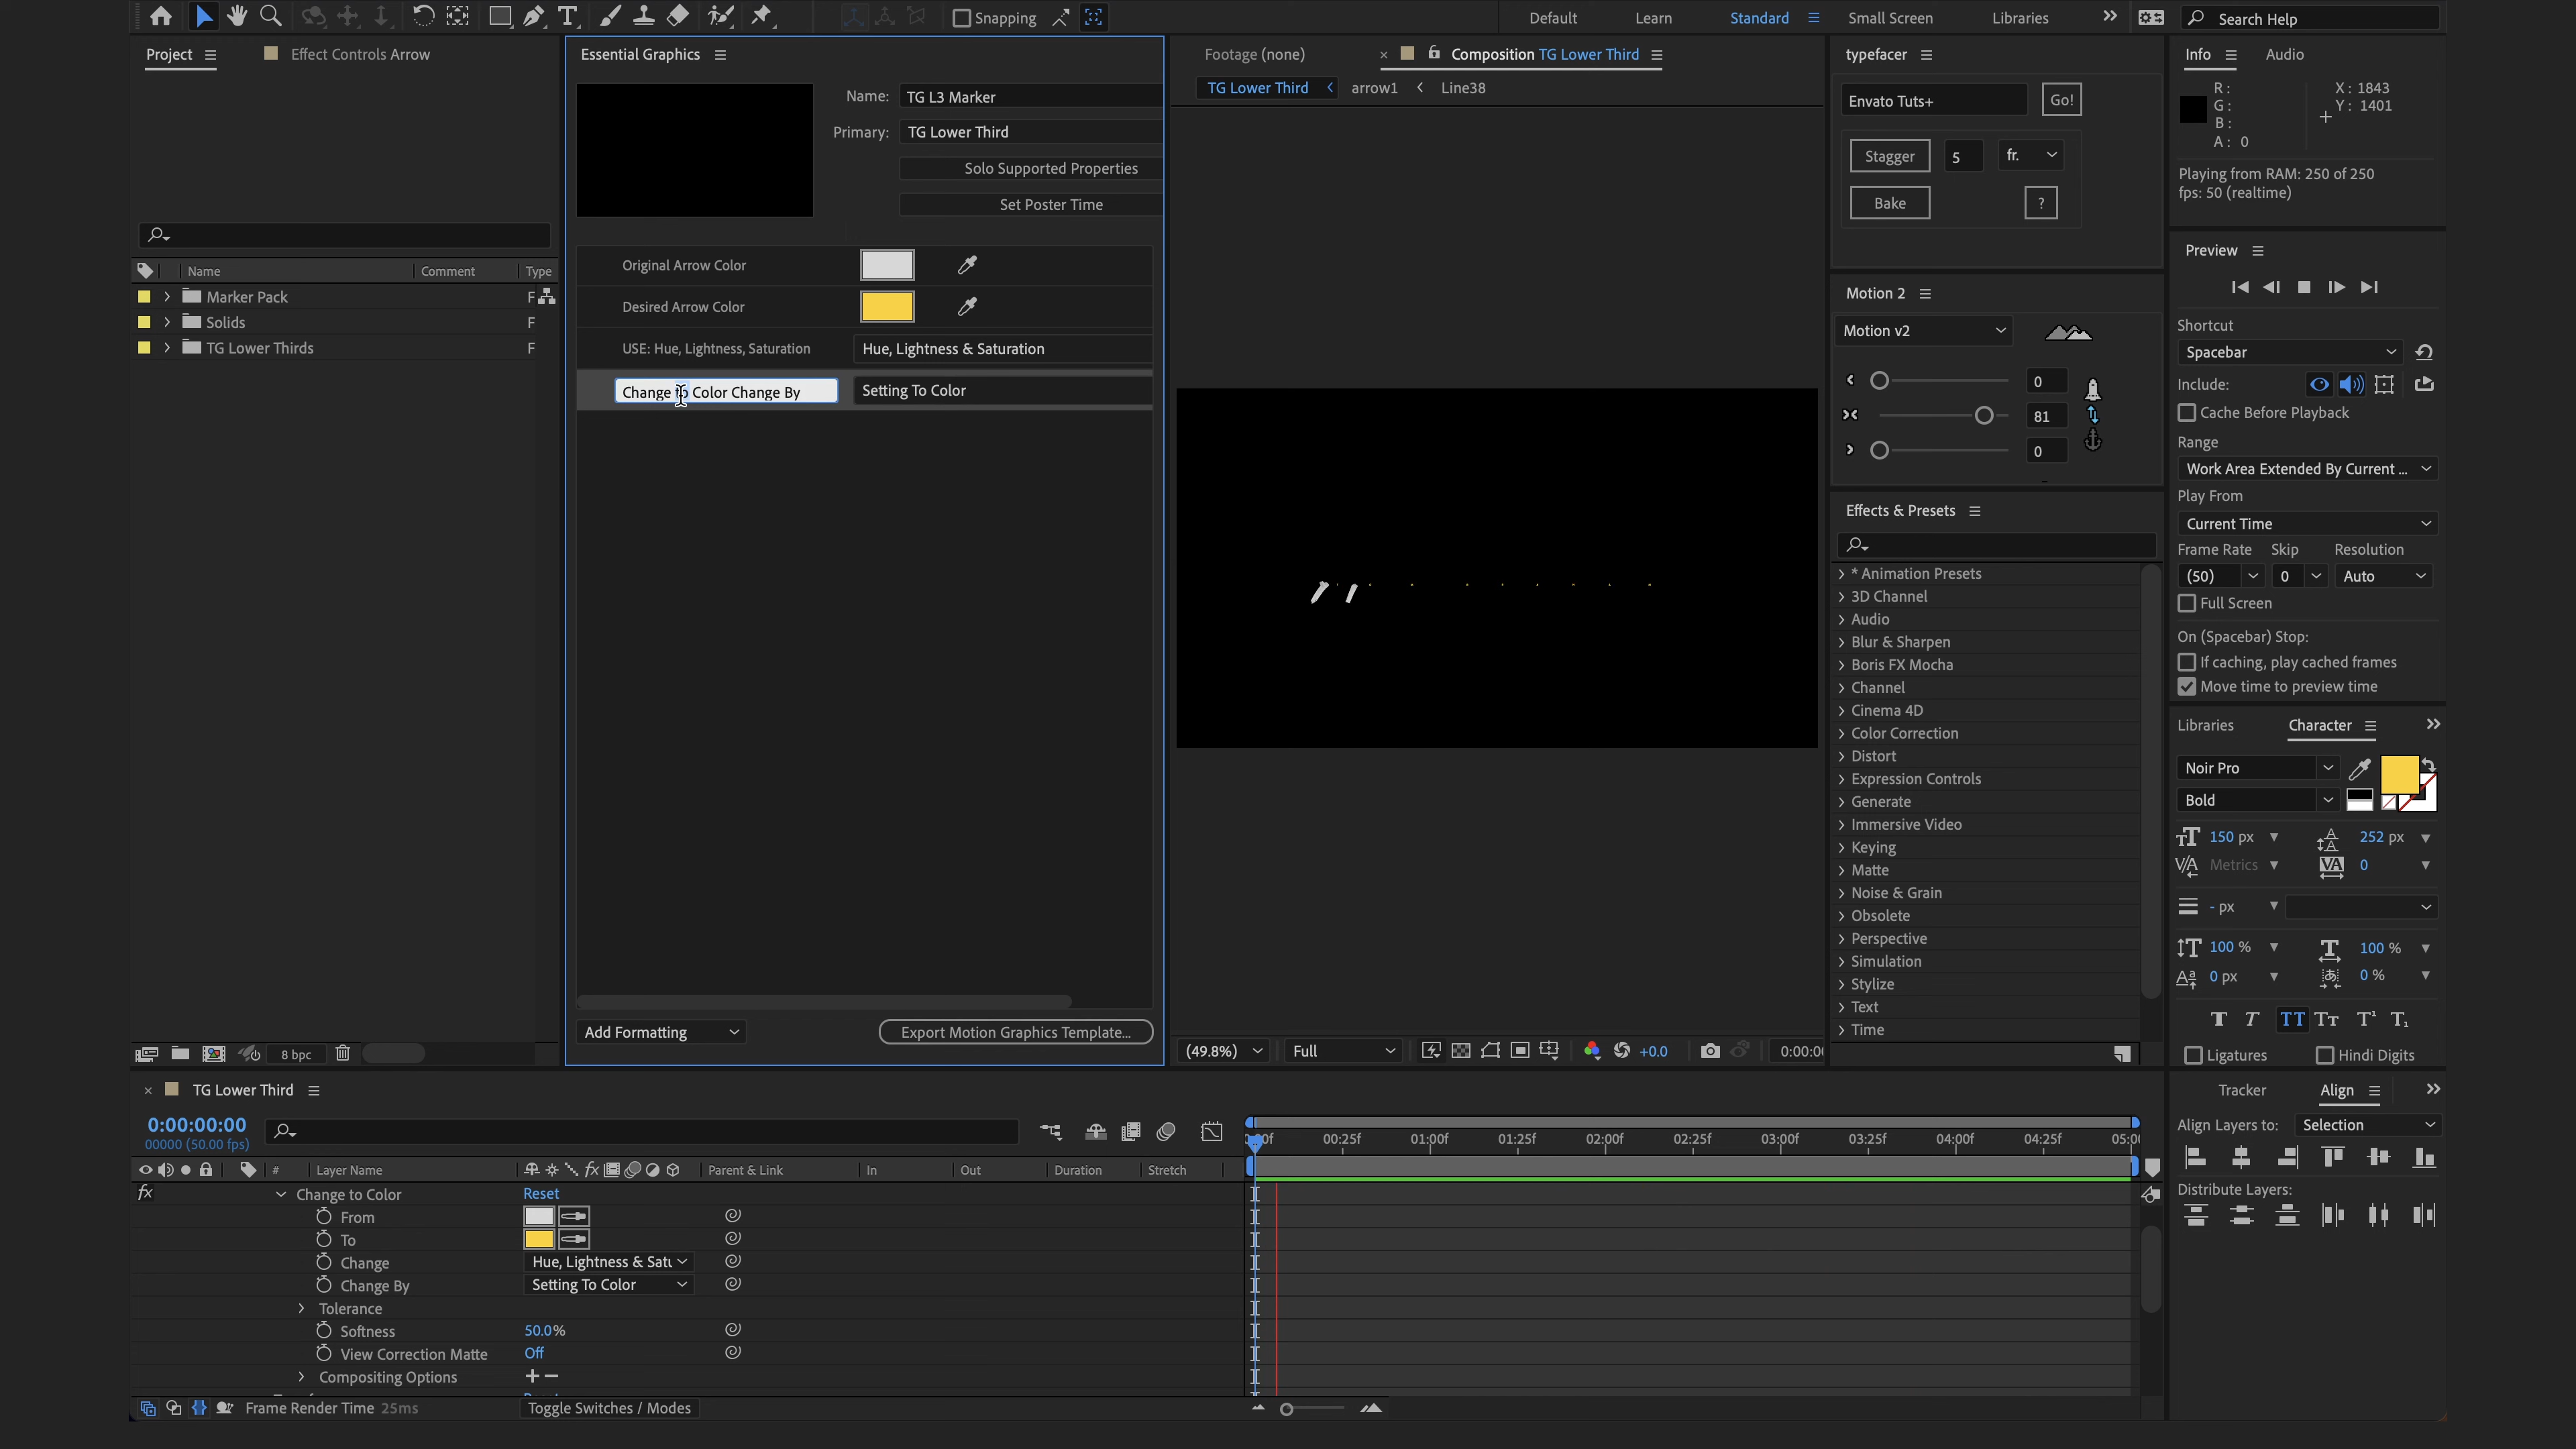 Snapping
Default
Learn
Standard
Small Screen
Libraries
Search Help
Project
Effect Controls Arrow
Name
Comment
Type
Marker Pack
F
Solids
F
TG Lower Thirds
F
8 bpc
Essential Graphics
Name:
TG L3 Marker
Primary:
TG Lower Third
Solo Supported Properties
Set Poster Time
Original Arrow Color
Desired Arrow Color
USE: Hue, Lightness, Saturation
Hue, Lightness & Saturation
Change to Color Change By
Setting To Color
Add Formatting
Export Motion Graphics Template...
Footage (none)
Composition TG Lower Third
TG Lower Third
arrow1
Line38
(49.8%)
Full
+0.0
0:00:00
typefacer
Envato Tuts+
Go!
Stagger
5
fr.
Bake
?
Motion 2
Motion v2
0
81
0
Effects & Presets
* Animation Presets
3D Channel
Audio
Blur & Sharpen
Boris FX Mocha
Channel
Cinema 4D
Color Correction
Distort
Expression Controls
Generate
Immersive Video
Keying
Matte
Noise & Grain
Obsolete
Perspective
Simulation
Stylize
Text
Time
Info
Audio
R:
G:
B:
A: 0
X: 1843
Y: 1401
Playing from RAM: 250 of 250
fps: 50 (realtime)
Preview
Shortcut
Spacebar
Include:
Cache Before Playback
Range
Work Area Extended By Current ...
Play From
Current Time
Frame Rate Skip Resolution
(50) 0 Auto
Full Screen
On (Spacebar) Stop:
If caching, play cached frames
Move time to preview time
Libraries
Character
Noir Pro
Bold
150 px
252 px
Metrics
0
- px
100 %
100 %
0 px
0 %
Ligatures
Hindi Digits
Tracker
Align
Align Layers to:
Selection
Distribute Layers:
TG Lower Third
0:00:00:00
00000 (50.00 fps)
# Layer Name
Parent & Link
In
Out
Duration
Stretch
00:25f
01:00f
01:25f
02:00f
02:25f
03:00f
03:25f
04:00f
04:25f
fx
Change to Color
Reset
From
To
Change
Hue, Lightness & Satu
Change By
Setting To Color
Tolerance
Softness
50.0%
View Correction Matte
Off
Compositing Options
Frame Render Time 25ms
Toggle Switches / Modes